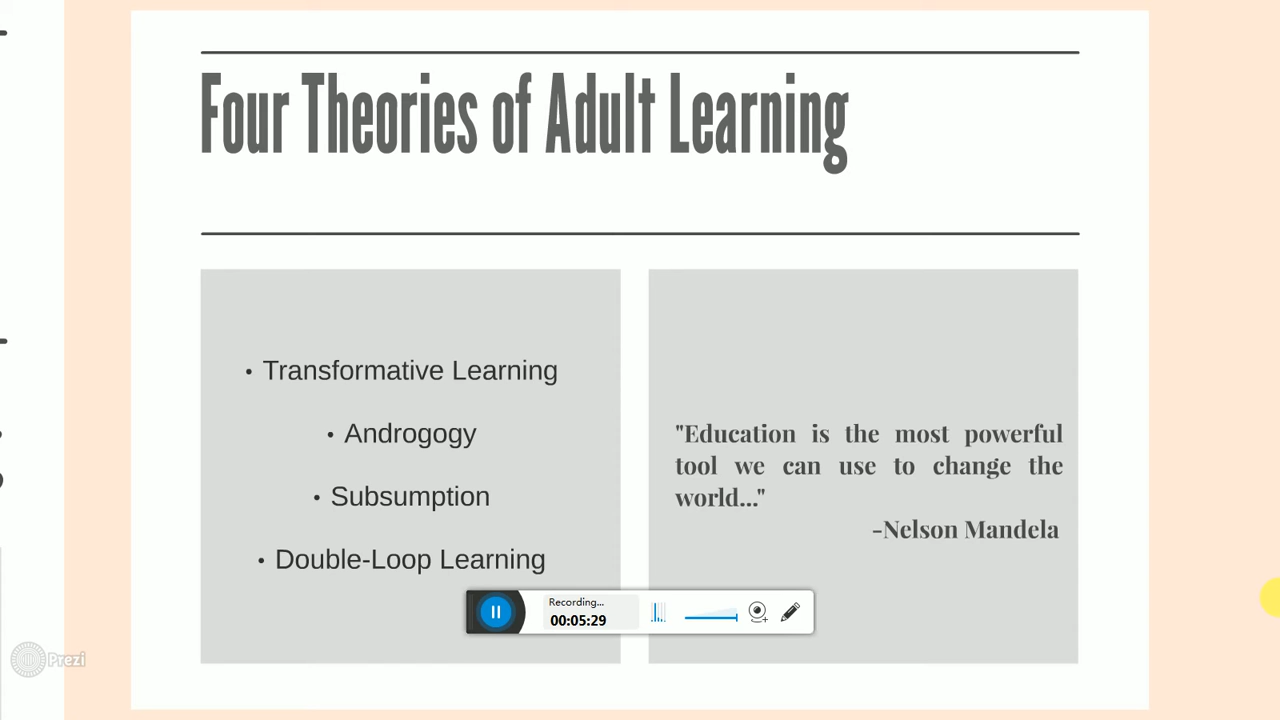 Four Theories of Adult Learning
• Transformative Learning
• Androgogy
• Subsumption
• Double-Loop Learning
"Education is the most powerful
tool we can use to change the
world..."
-Nelson Mandela
Recording...
00:05:29
Prezi